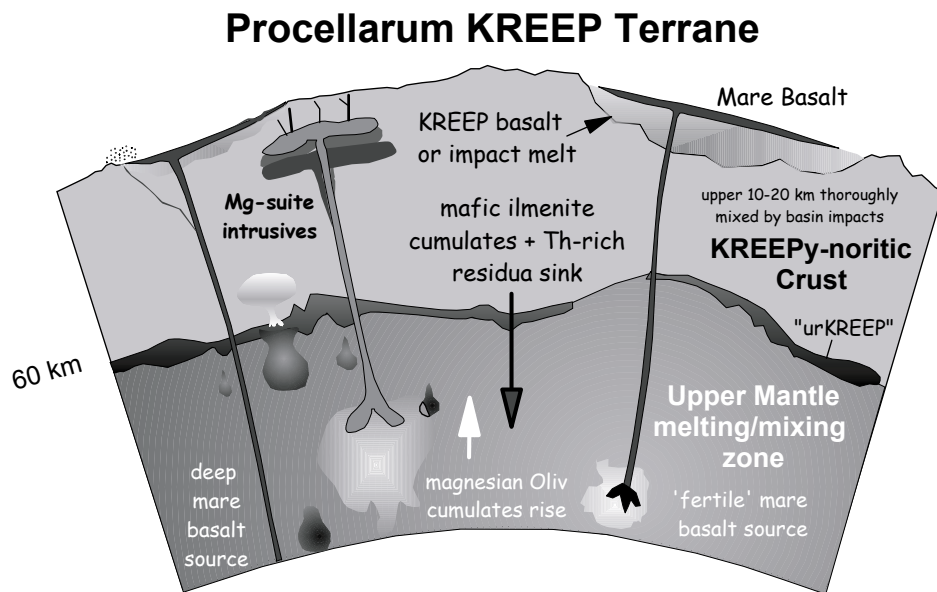 Procellarum KREEP Terrane
Mare Basalt
KREEP basalt
or impact melt
Mg-suite
intrusives
mafic ilmenite
cumulates + Th-rich
residua sink
upper 10-20 km thoroughly
mixed by basin impacts
KREEPy-noritic
Crust
"urKREEP"
60 km
Upper Mantle
melting/mixing
zone
deep
mare
basalt
source
magnesian Oliv
cumulates rise
'fertile' mare
basalt source